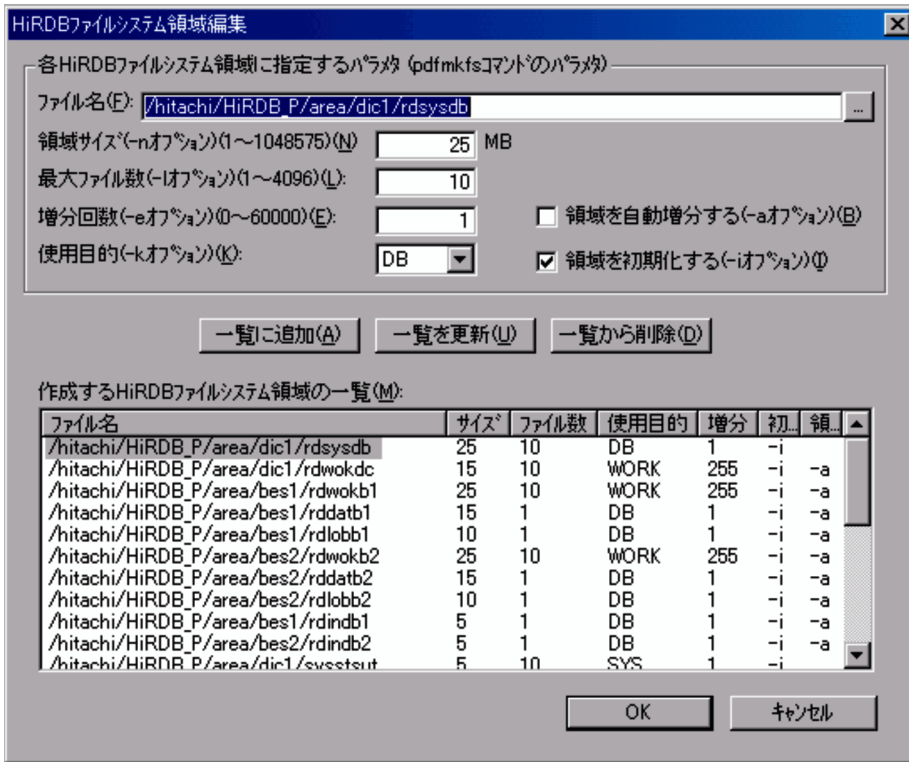 HiRDBファイルシステム領域編集
各HiRDBファイルシステム領域に指定するパラメタ (pdfmkfsコマンドのパラメタ)
ファイル名(F): /hitachi/HiRDB_P/area/dic1/rdsysdb ...
領域サイズ(-nオプション)(1～1048575)(N) 25 MB
最大ファイル数(-lオプション)(1～4096)(L): 10
増分回数(-eオプション)(0～60000)(E): 1 領域を自動増分する(-aオプション)(B)
使用目的(-kオプション)(K): DB 領域を初期化する(-iオプション)(I)
一覧に追加(A) 一覧を更新(U) 一覧から削除(D)
作成するHiRDBファイルシステム領域の一覧(M):
ファイル名 サイズ ファイル数 使用目的 増分 初... 領...
/hitachi/HiRDB_P/area/dic1/rdsysdb 25 10 DB 1 -i
/hitachi/HiRDB_P/area/dic1/rdwokdc 15 10 WORK 255 -i -a
/hitachi/HiRDB_P/area/bes1/rdwokb1 25 10 WORK 255 -i -a
/hitachi/HiRDB_P/area/bes1/rddatb1 15 1 DB 1 -i -a
/hitachi/HiRDB_P/area/bes1/rdlobb1 10 1 DB 1 -i -a
/hitachi/HiRDB_P/area/bes2/rdwokb2 25 10 WORK 255 -i -a
/hitachi/HiRDB_P/area/bes2/rddatb2 15 1 DB 1 -i -a
/hitachi/HiRDB_P/area/bes2/rdlobb2 10 1 DB 1 -i -a
/hitachi/HiRDB_P/area/bes1/rdindb1 5 1 DB 1 -i -a
/hitachi/HiRDB_P/area/bes2/rdindb2 5 1 DB 1 -i -a
/hitachi/HiRDB_P/area/dic1/sysstsut 5 10 SYS 1 -i
OK キャンセル